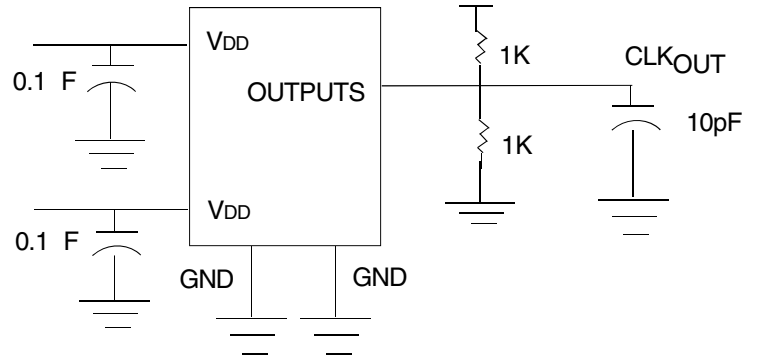 VDD
0.1 F
OUTPUTS
1K
CLKOUT
10pF
1K
VDD
0.1 F
GND
GND